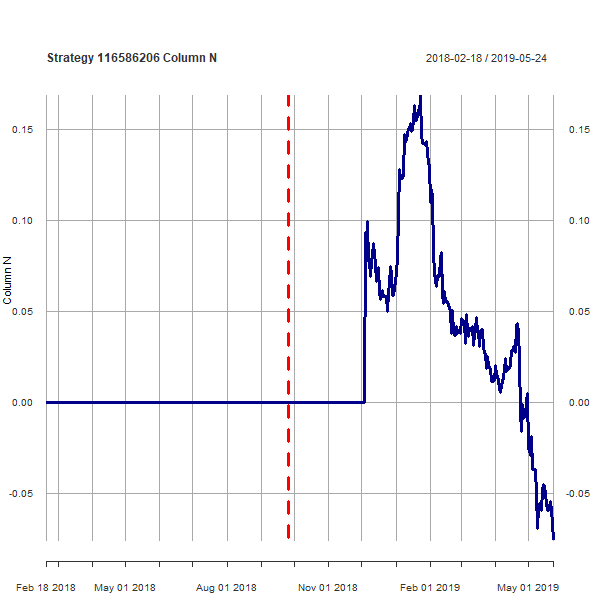 Strategy 116586206 Column N
2018-02-18 / 2019-05-24
0.15
0.15
0.10
0.10
0.05
0.05
0.00
0.00
-0.05
-0.05
Column N
Feb 18 2018
May 01 2018
Aug 01 2018
Nov 01 2018
Feb 01 2019
May 01 2019